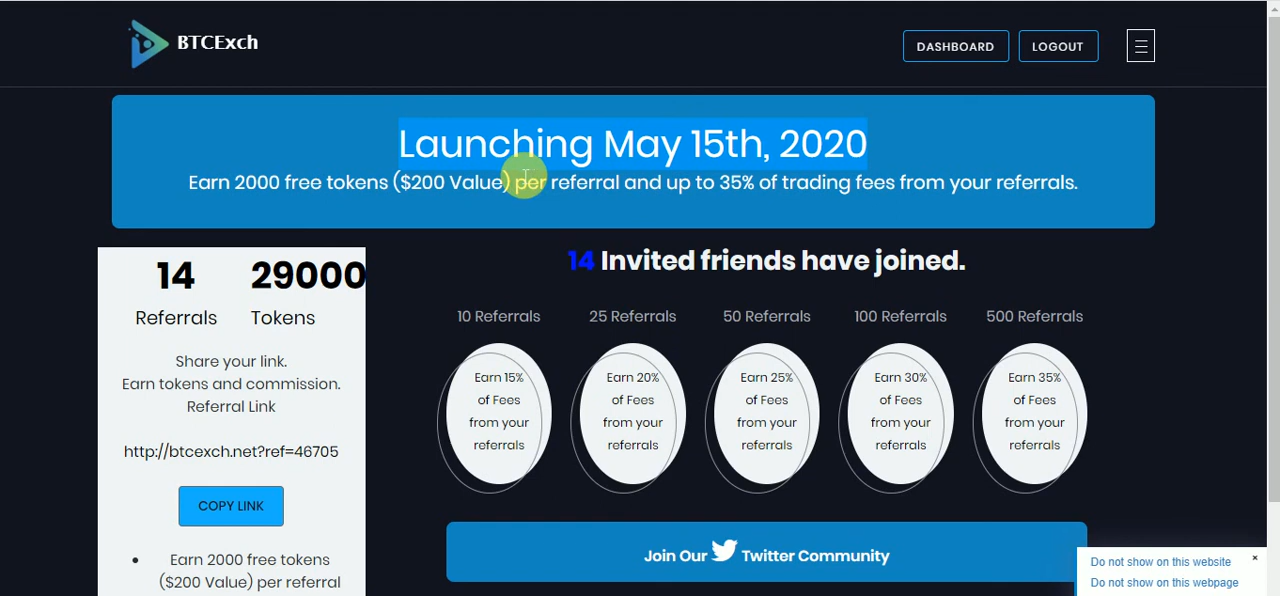 BTCExch
DASHBOARD
LOGOUT
Launching May 15th, 2020
Earn 2000 free tokens ($200 Value) per referral and up to 35% of trading fees from your referrals.
14
Referrals
29000
Tokens
Share your link.
Earn tokens and commission.
Referral Link
http://btcexch.net?ref=46705
COPY LINK
• Earn 2000 free tokens
($200 Value) per referral
14 Invited friends have joined.
10 Referrals
25 Referrals
50 Referrals
100 Referrals
500 Referrals
Earn 15%
of Fees
from your
referrals
Earn 20%
of Fees
from your
referrals
Earn 25%
of Fees
from your
referrals
Earn 30%
of Fees
from your
referrals
Earn 35%
of Fees
from your
referrals
Join Our Twitter Community
Do not show on this website
×
Do not show on this webpage